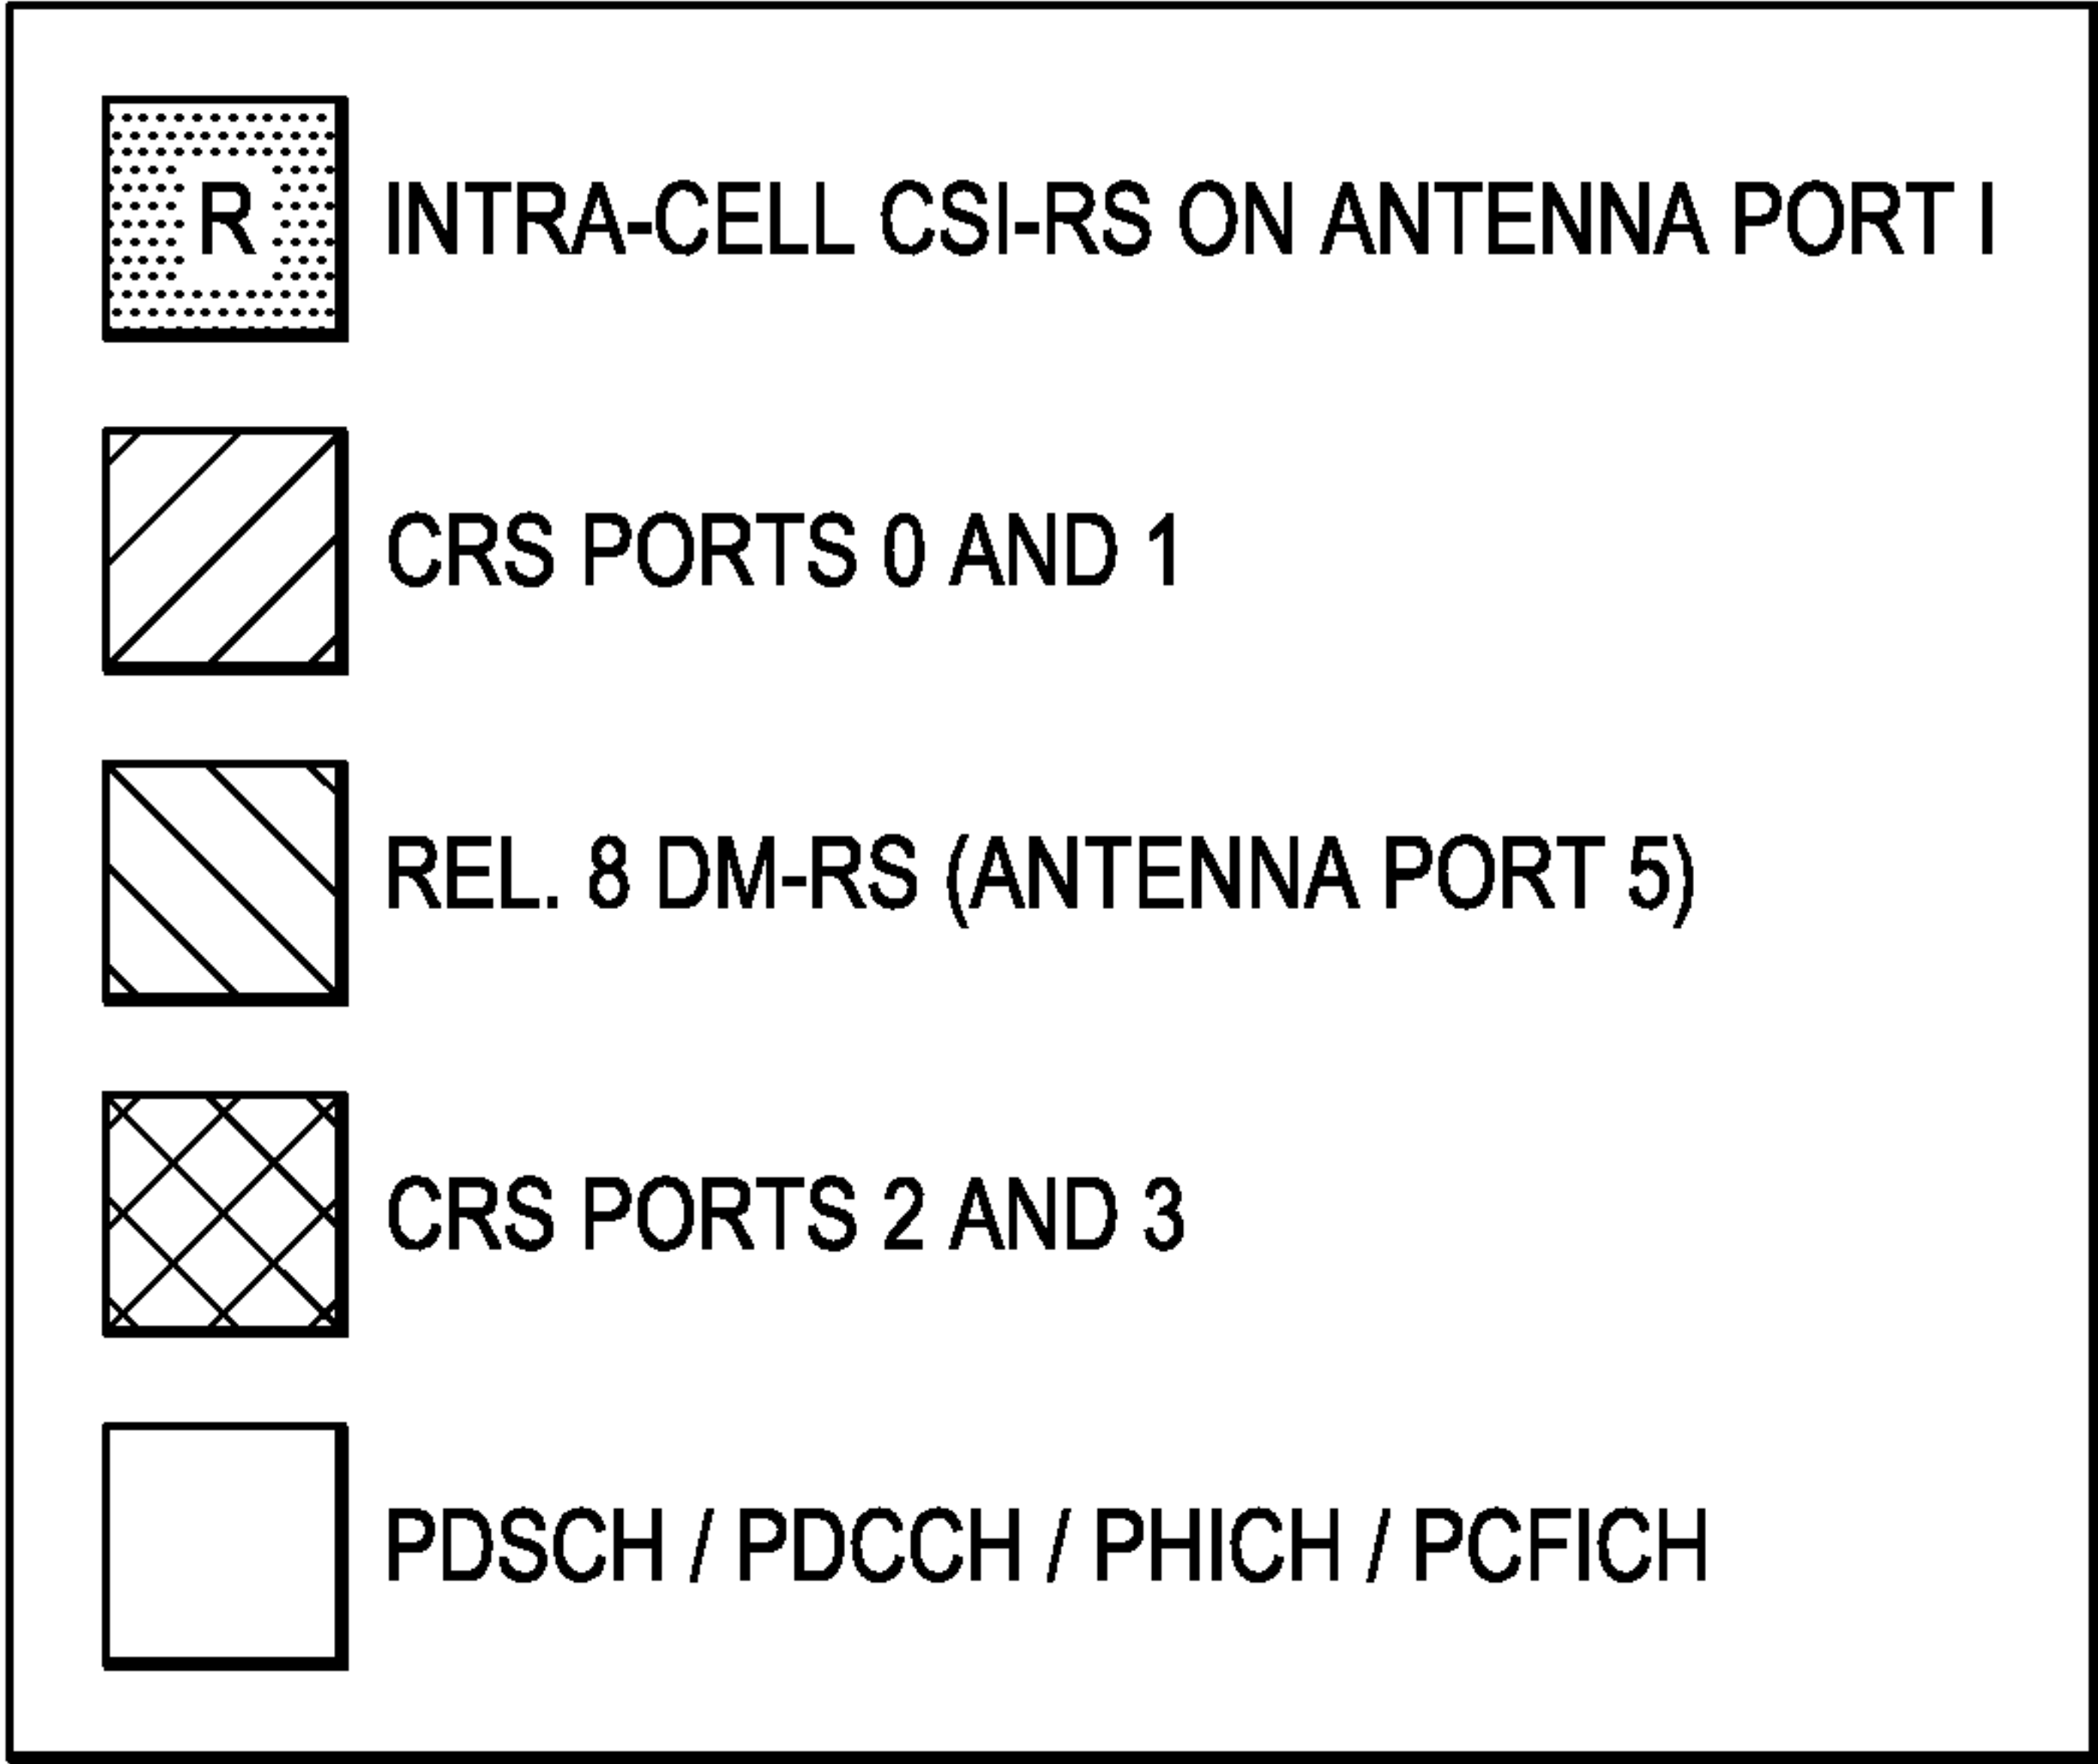 R INTRA-CELL CSI-RS ON ANTENNA PORT I
CRS PORTS 0 AND 1
REL. 8 DM-RS (ANTENNA PORT 5)
CRS PORTS 2 AND 3
PDSCH / PDCCH / PHICH / PCFICH